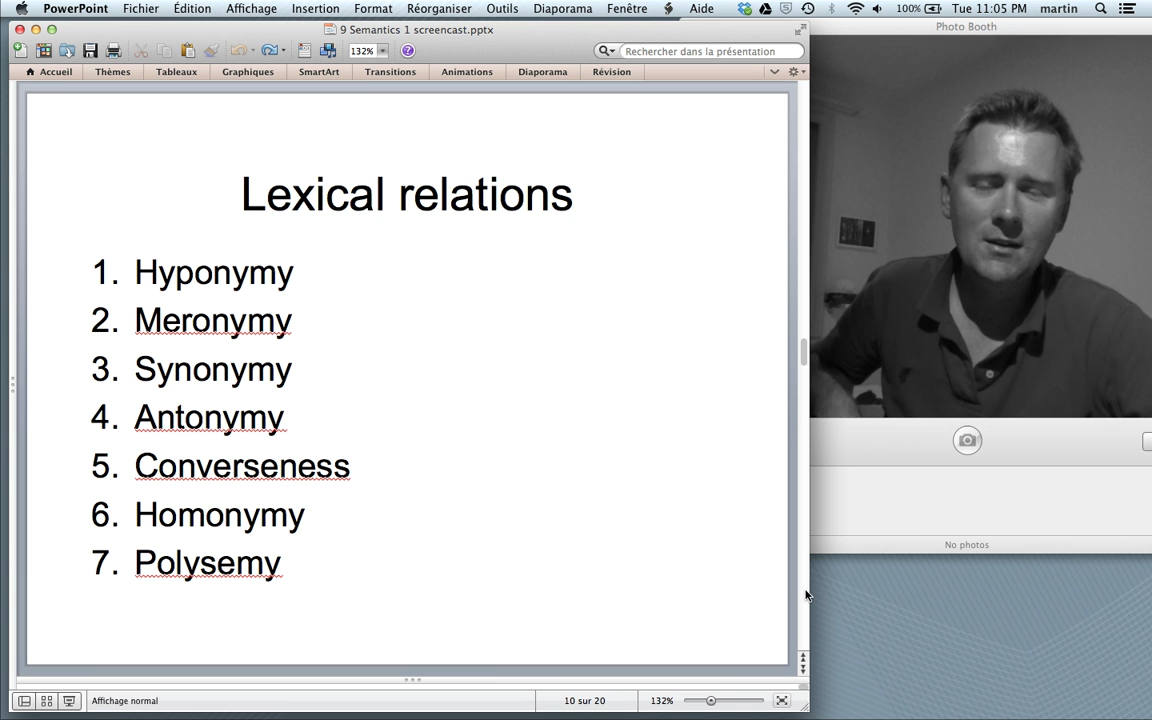 PowerPoint Fichier Édition Affichage Insertion Format Réorganiser Outils Diaporama Fenêtre Aide 100% Tue 11:05 PM martin
9 Semantics 1 screencast.pptx
Photo Booth
132% Rechercher dans la présentation
Accueil Thèmes Tableaux Graphiques SmartArt Transitions Animations Diaporama Révision
Lexical relations
1. Hyponymy
2. Meronymy
3. Synonymy
4. Antonymy
5. Converseness
6. Homonymy
7. Polysemy
No photos
Affichage normal 10 sur 20 132%